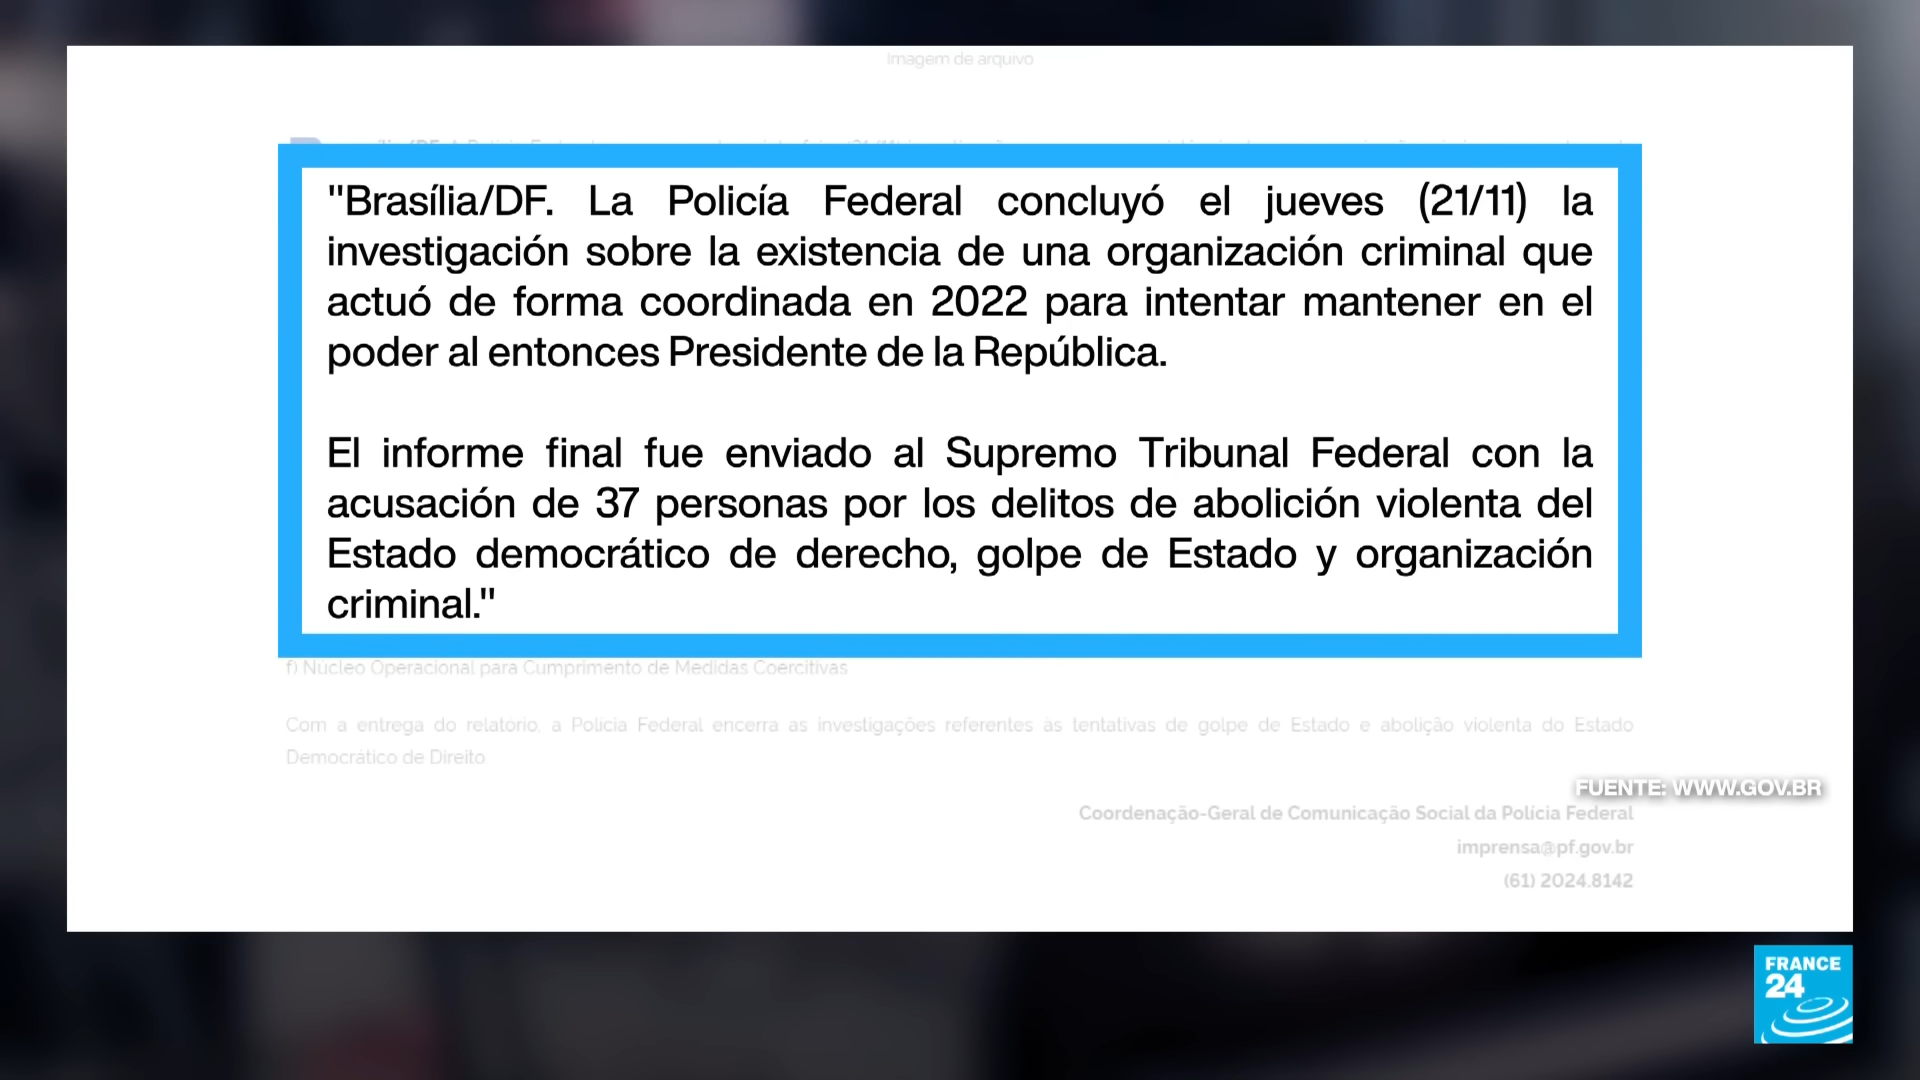 Imagem de arquivo
"Brasília/DF. La Policía Federal concluyó el jueves (21/11) la
investigación sobre la existencia de una organización criminal que
actuó de forma coordinada en 2022 para intentar mantener en el
poder al entonces Presidente de la República.
El informe final fue enviado al Supremo Tribunal Federal con la
acusación de 37 personas por los delitos de abolición violenta del
Estado democrático de derecho, golpe de Estado y organización
criminal."
f) Núcleo Operacional para Cumprimento de Medidas Coercitivas
Com a entrega do relatório, a Polícia Federal encerra as investigações referentes às tentativas de golpe de Estado e abolição violenta do Estado
Democrático de Direito
FUENTE: WWW.GOV.BR
Coordenação-Geral de Comunicação Social da Polícia Federal
imprensa@pf.gov.br
(61) 2024.8142
FRANCE
24